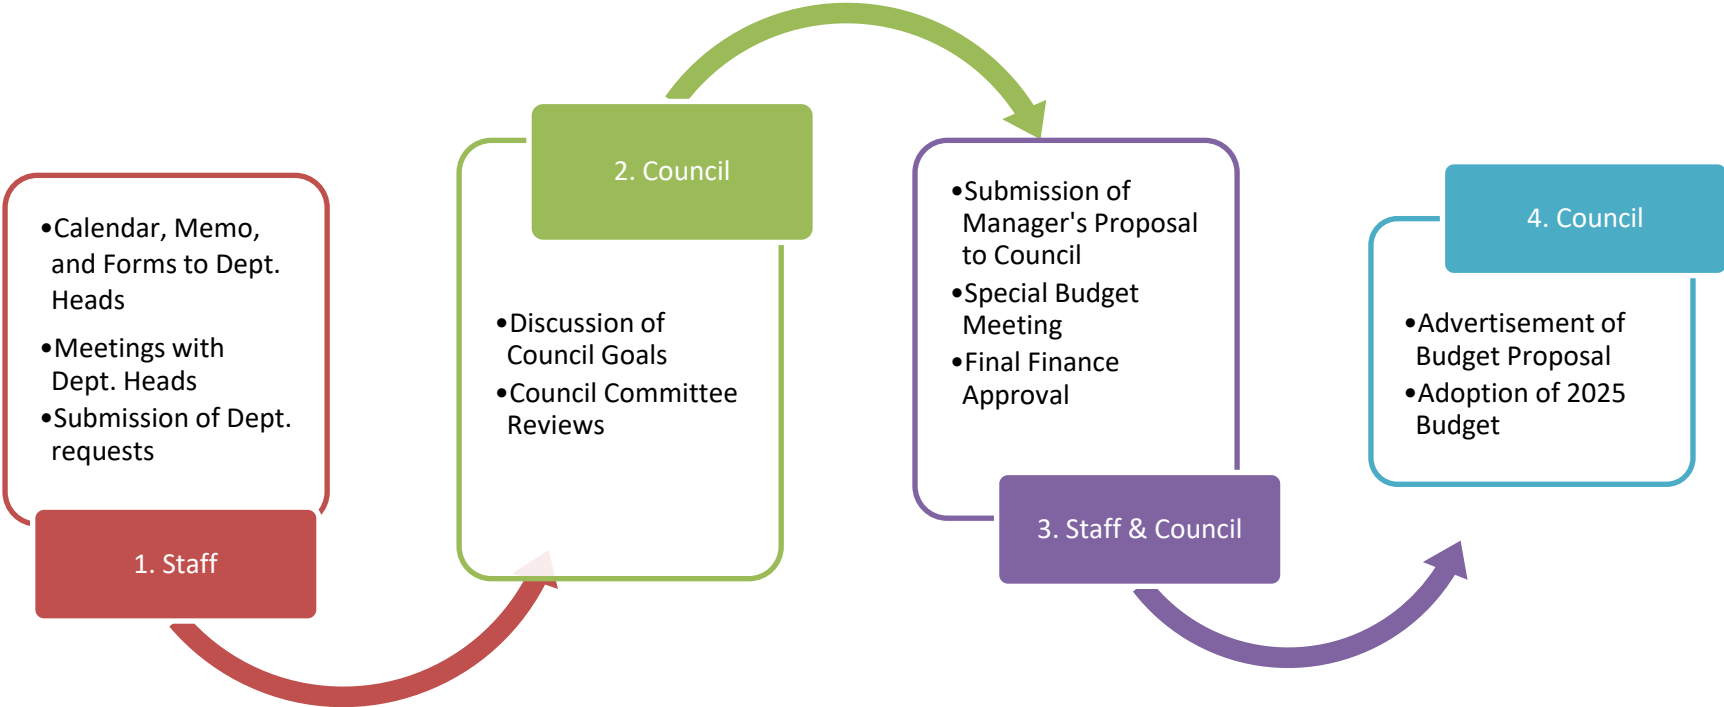 •Calendar, Memo,
and Forms to Dept.
Heads
•Meetings with
Dept. Heads
•Submission of Dept.
requests
1. Staff
2. Council
•Discussion of
Council Goals
•Council Committee
Reviews
•Submission of
Manager's Proposal
to Council
•Special Budget
Meeting
•Final Finance
Approval
3. Staff & Council
4. Council
•Advertisement of
Budget Proposal
•Adoption of 2025
Budget